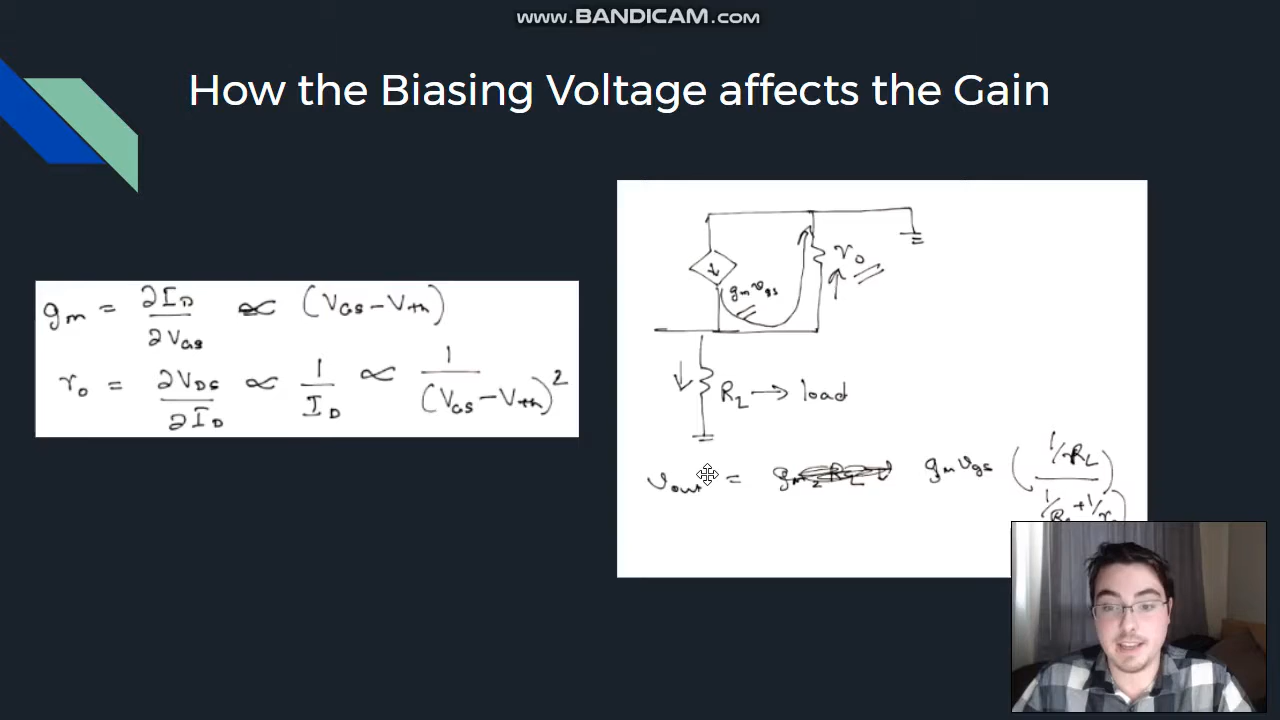 WWW.BANDICAM.COM
How the Biasing Voltage affects the Gain
gm = ∂ID / ∂VGS ∝ (VGS - Vth)
ro = ∂VDS / ∂ID ∝ 1 / ID ∝ 1 / (VGS - Vth)²
ro
gmvgs
RL → load
vout = gmvgs ( 1/RL / 1/RL + 1/ro )